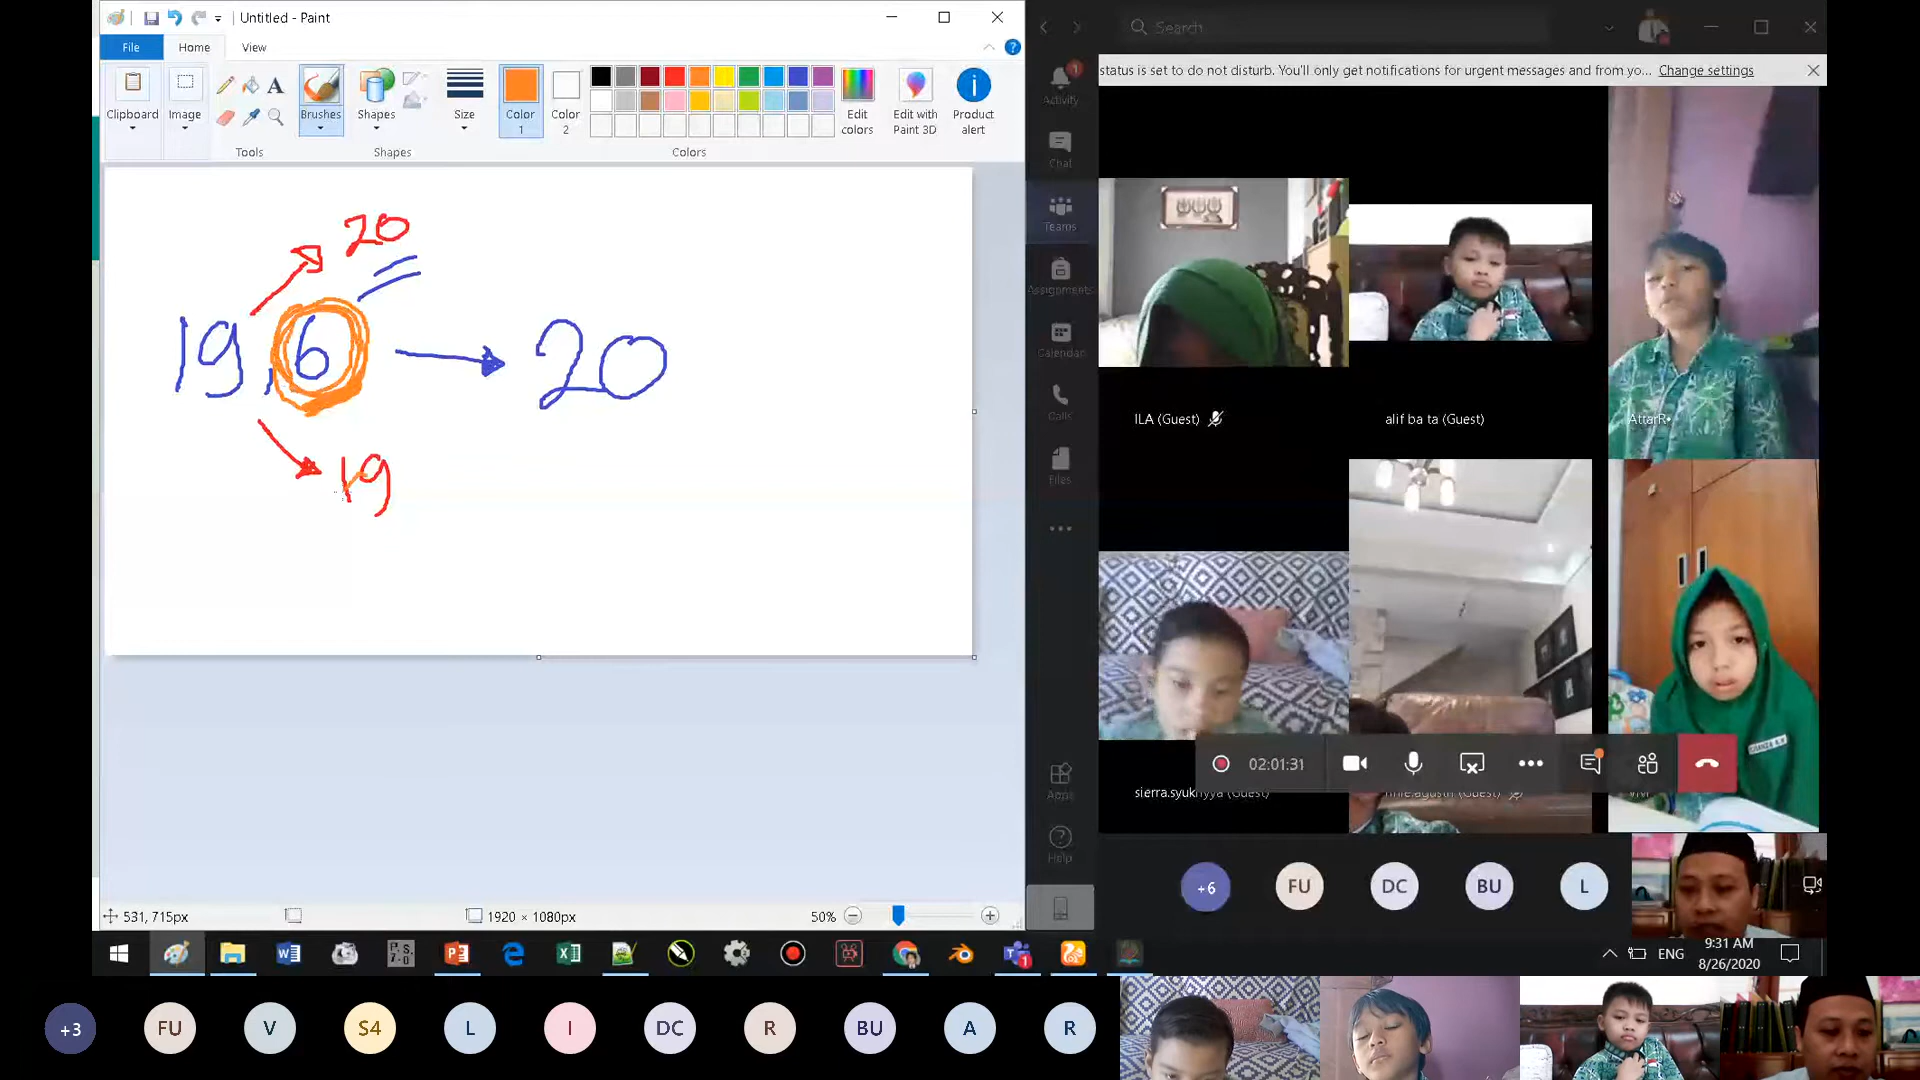 Untitled - Paint
File
Home
View
Clipboard
Image
Tools
Brushes
Shapes
Shapes
Size
Color 1
Color 2
Edit colors
Edit with Paint 3D
Product alert
Colors
20
19,6
20
19
531, 715px
1920 × 1080px
50%
Search
status is set to do not disturb. You'll only get notifications for urgent messages and from yo...
Change settings
1
Activity
Chat
Teams
Assignments
Calendar
Calls
Files
Apps
Help
ILA (Guest)
alif ba ta (Guest)
AttarR•
02:01:31
+6
FU
DC
BU
L
ENG
9:31 AM
8/26/2020
+3
FU
V
S4
L
I
DC
R
BU
A
R